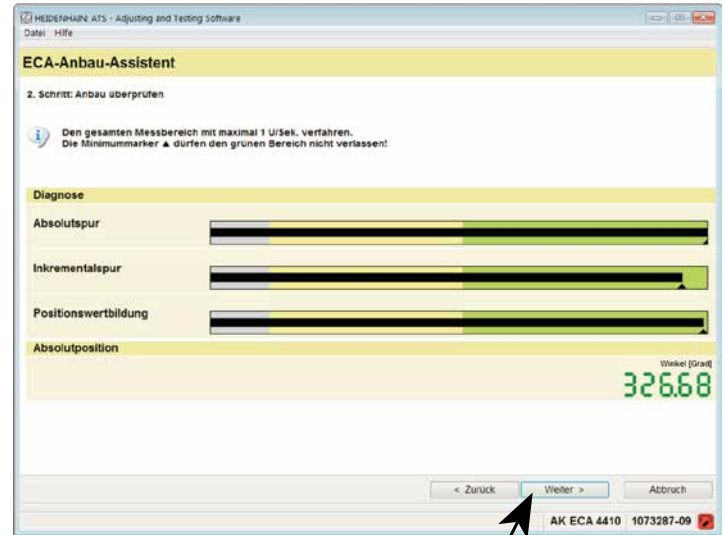 HEIDENHAIN: ATS - Adjusting and Testing Software
Datei Hilfe
ECA-Anbau-Assistent
2. Schritt: Anbau überprüfen
Den gesamten Messbereich mit maximal 1 U/Sek. verfahren.
Die Minimummarker ▲ dürfen den grünen Bereich nicht verlassen!
Diagnose
Absolutspur
Inkrementalspur
Positionswertbildung
Absolutposition
Winkel [Grad]
326.68
< Zurück Weiter > Abbruch
AK ECA 4410 1073287-09